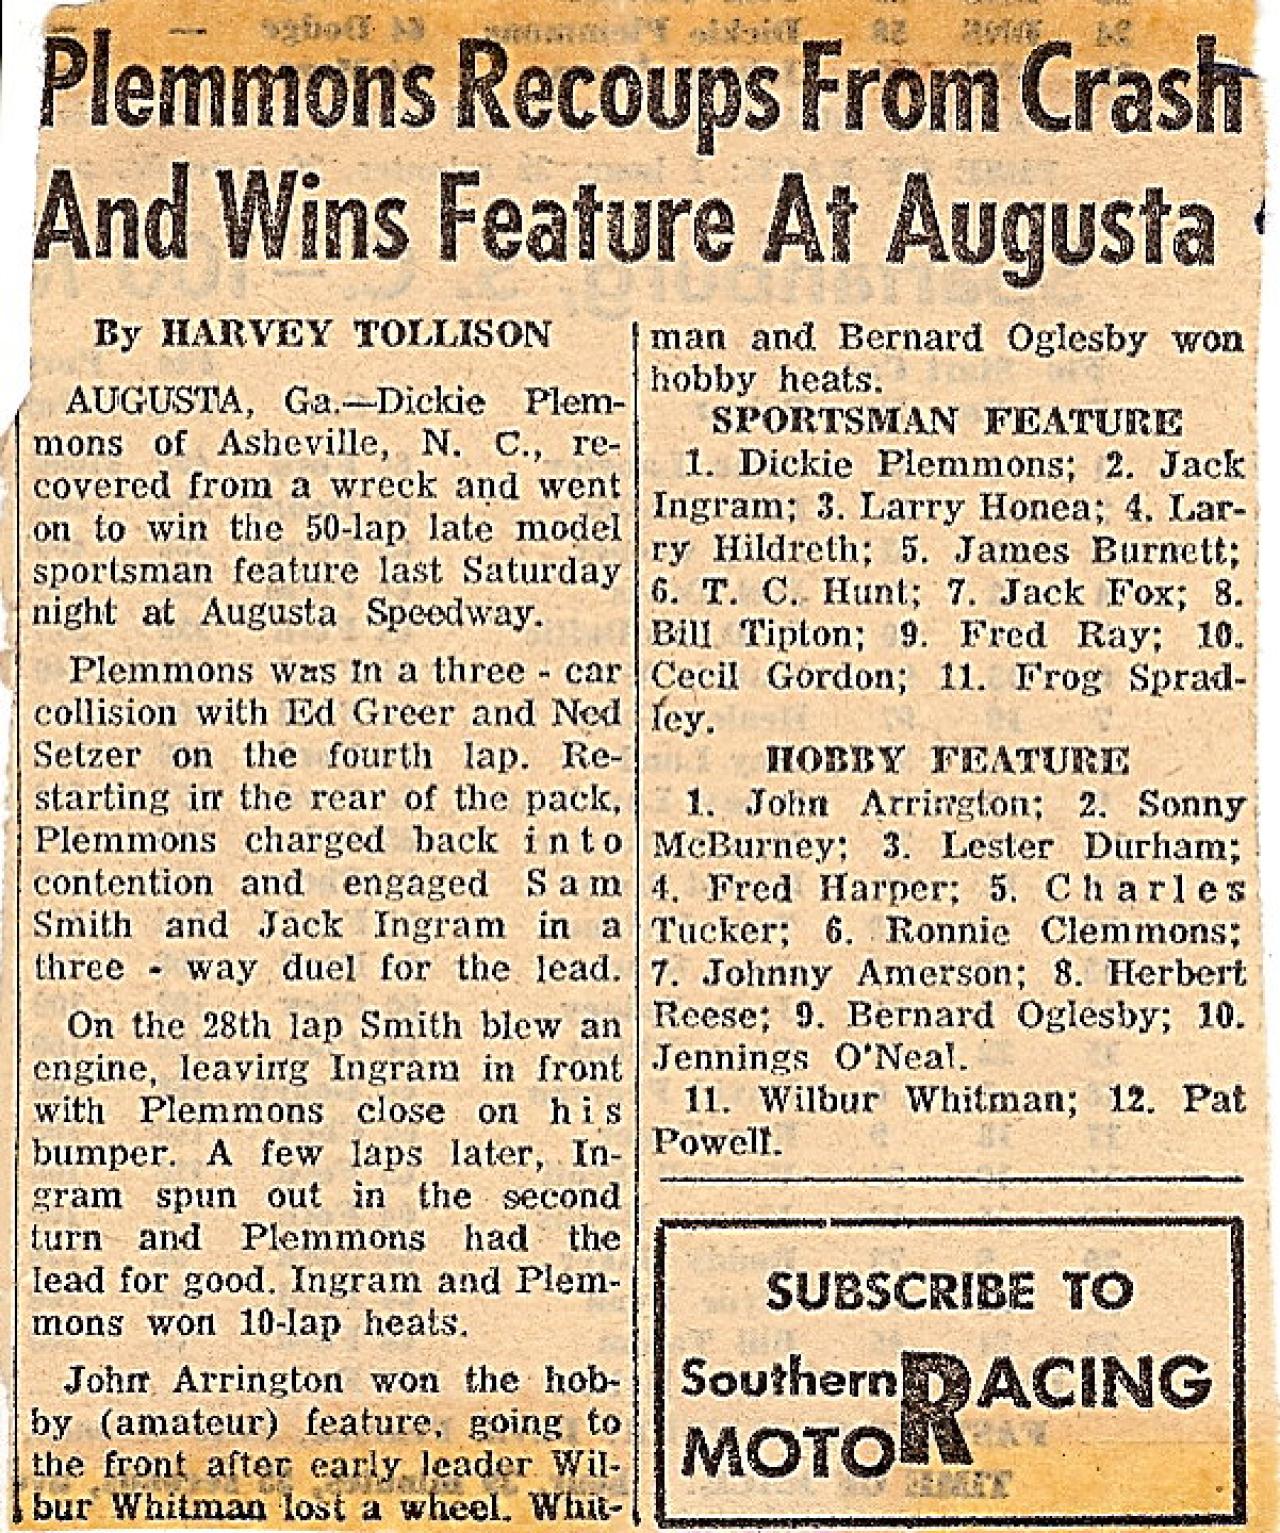 Plemmons Recoups From Crash
And Wins Feature At Augusta
By HARVEY TOLLISON
AUGUSTA, Ga.—Dickie Plem-
mons of Asheville, N. C., re-
covered from a wreck and went
on to win the 50-lap late model
sportsman feature last Saturday
night at Augusta Speedway.
Plemmons was in a three - car
collision with Ed Greer and Ned
Setzer on the fourth lap. Re-
starting in the rear of the pack,
Plemmons charged back into
contention and engaged Sam
Smith and Jack Ingram in a
three - way duel for the lead.
On the 28th lap Smith blew an
engine, leaving Ingram in front
with Plemmons close on his
bumper. A few laps later, In-
gram spun out in the second
turn and Plemmons had the
lead for good. Ingram and Plem-
mons won 10-lap heats.
John Arrington won the hob-
by (amateur) feature, going to
the front after early leader Wil-
bur Whitman lost a wheel. Whit-
man and Bernard Oglesby won
hobby heats.
SPORTSMAN FEATURE
1. Dickie Plemmons; 2. Jack
Ingram; 3. Larry Honea; 4. Lar-
ry Hildreth; 5. James Burnett;
6. T. C. Hunt; 7. Jack Fox; 8.
Bill Tipton; 9. Fred Ray; 10.
Cecil Gordon; 11. Frog Sprad-
ley.
HOBBY FEATURE
1. John Arrington; 2. Sonny
McBurney; 3. Lester Durham;
4. Fred Harper; 5. Charles
Tucker; 6. Ronnie Clemmons;
7. Johnny Amerson; 8. Herbert
Reese; 9. Bernard Oglesby; 10.
Jennings O'Neal.
11. Wilbur Whitman; 12. Pat
Powell.
SUBSCRIBE TO
Southern RACING
MOTOR